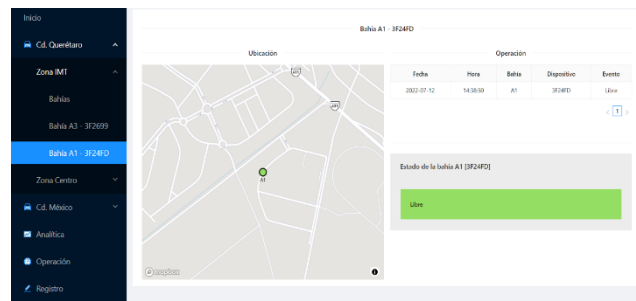 Inicio
Cd. Querétaro
Zona IMT
Bahías
Bahía A3 - 3F2699
Bahía A1 - 3F24FD
Zona Centro
Cd. México
Analítica
Operación
Registro
Bahía A1 - 3F24FD
Ubicación
A1
mapbox
Operación
Fecha Hora Bahía Dispositivo Evento
2022-07-12 14:38:50 A1 3F24FD Libre
< 1 >
Estado de la bahía A1 [3F24FD]
Libre